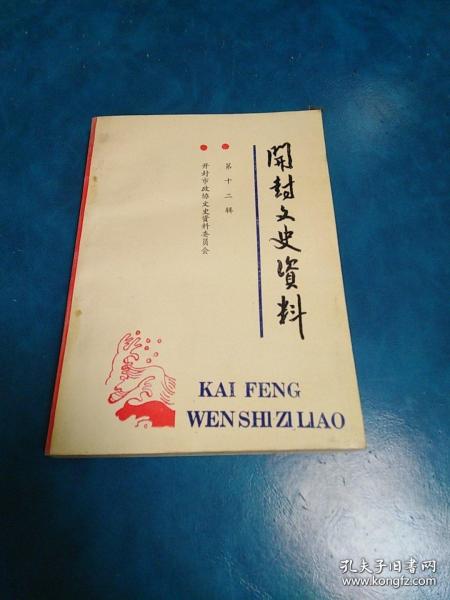 開封文史資料
第十二辑
开封市政协文史资料委员会
KAI FENG
WEN SHI ZI LIAO
孔夫子旧书网
www.kongfz.com